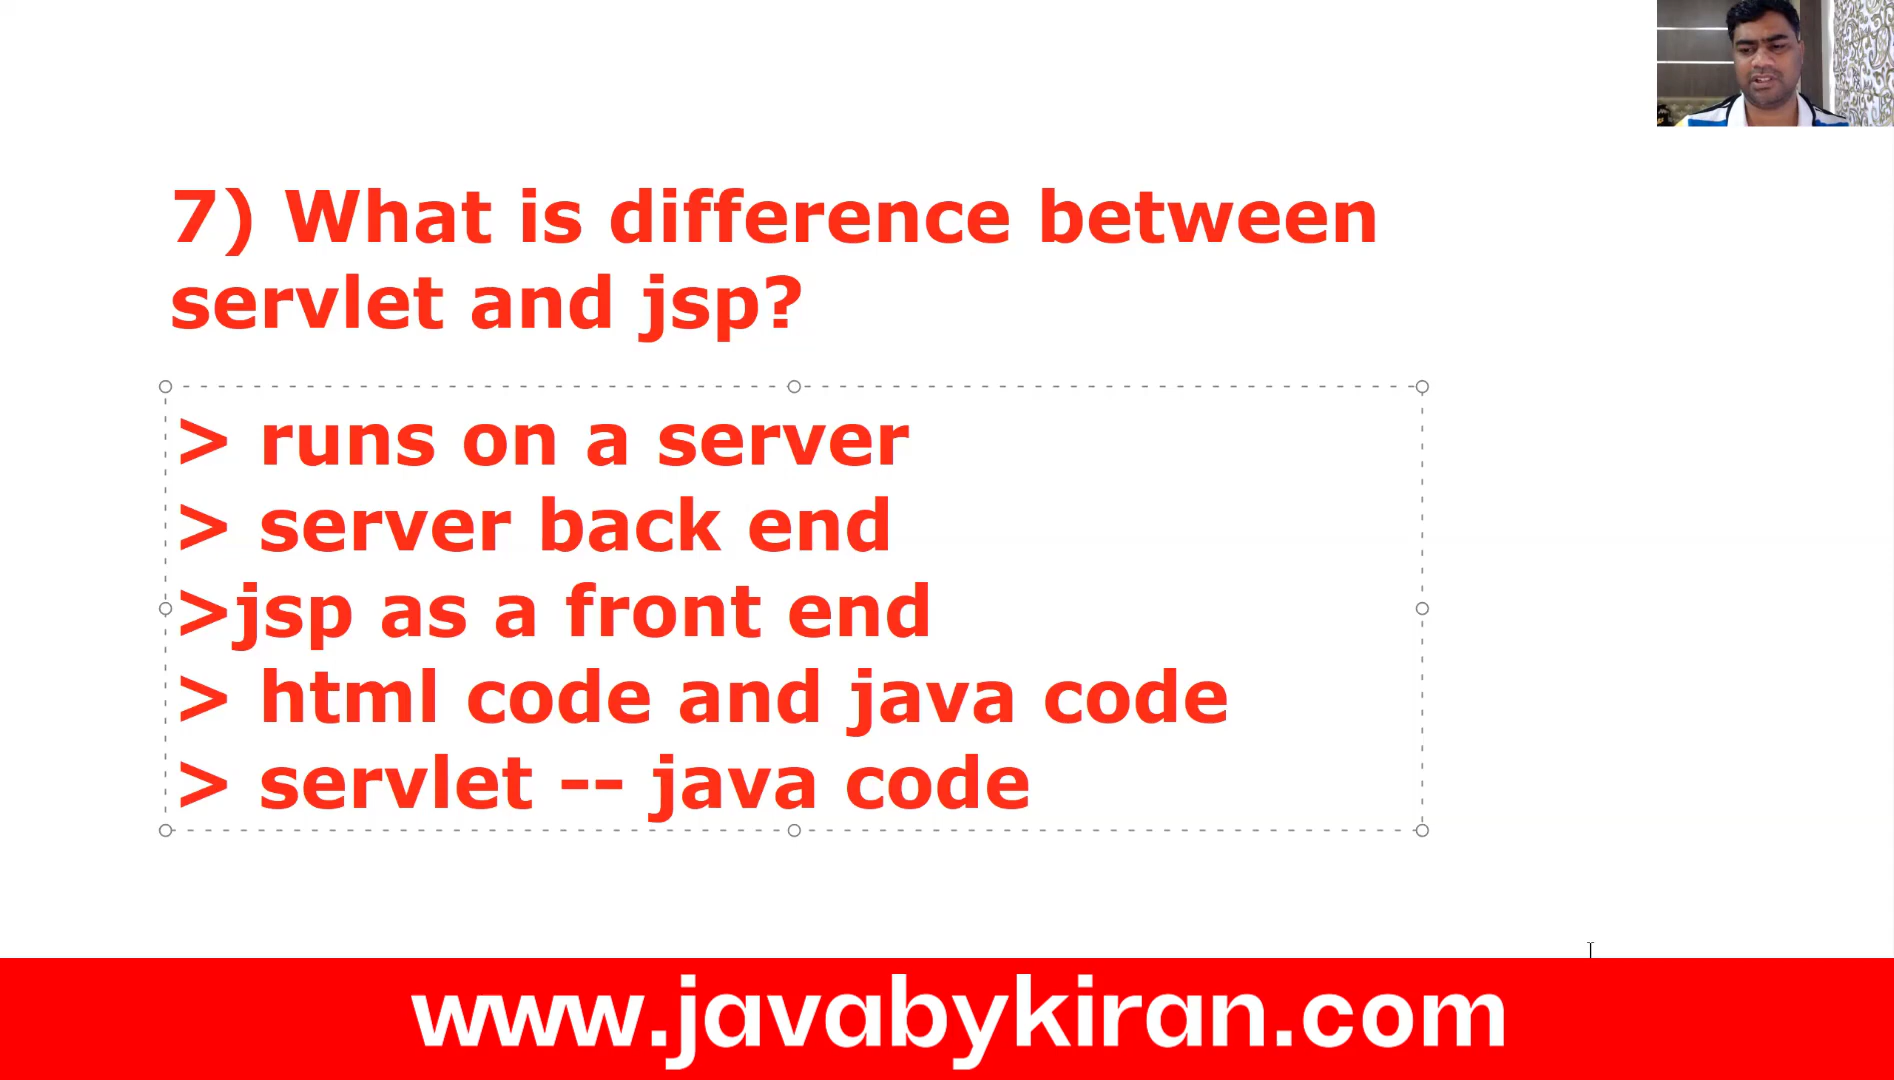 7) What is difference between
servlet and jsp?
> runs on a server
> server back end
>jsp as a front end
> html code and java code
> servlet -- java code
www.javabykiran.com